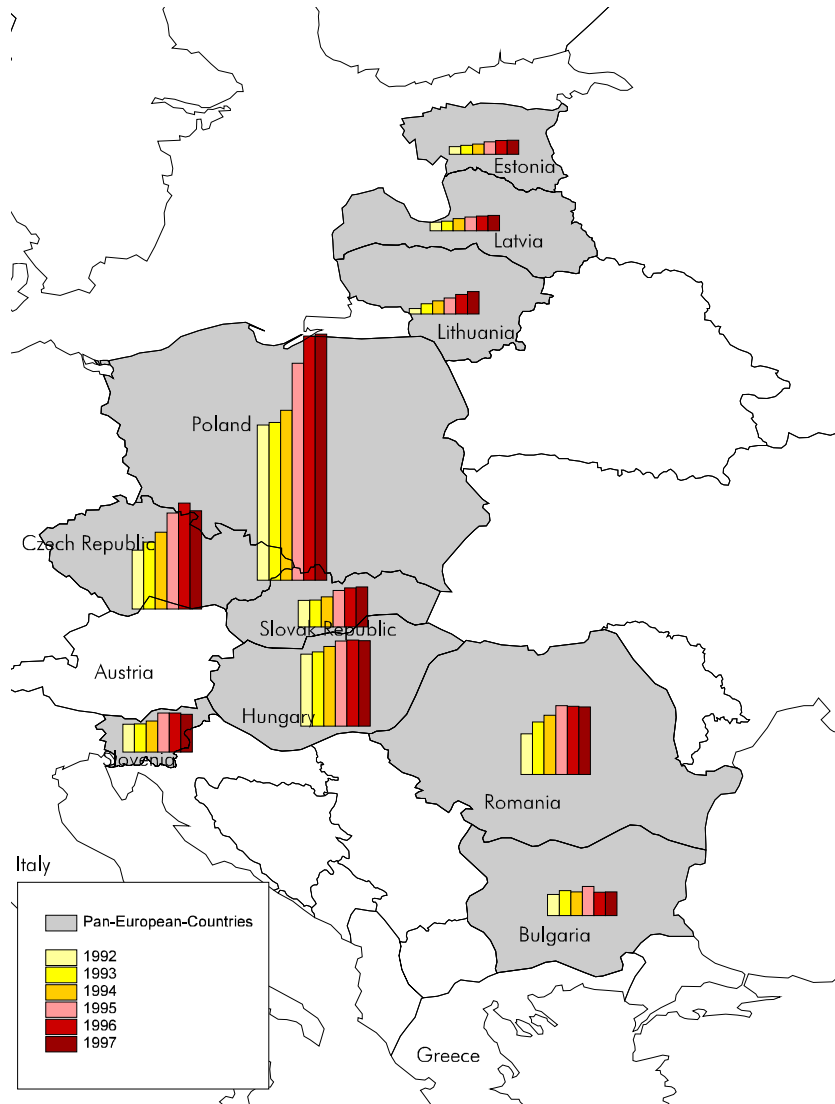 Estonia
Latvia
Lithuania
Poland
Czech Republic
Slovak Republic
Austria
Hungary
Slovenia
Romania
Italy
Bulgaria
Greece
Pan-European-Countries
1992
1993
1994
1995
1996
1997